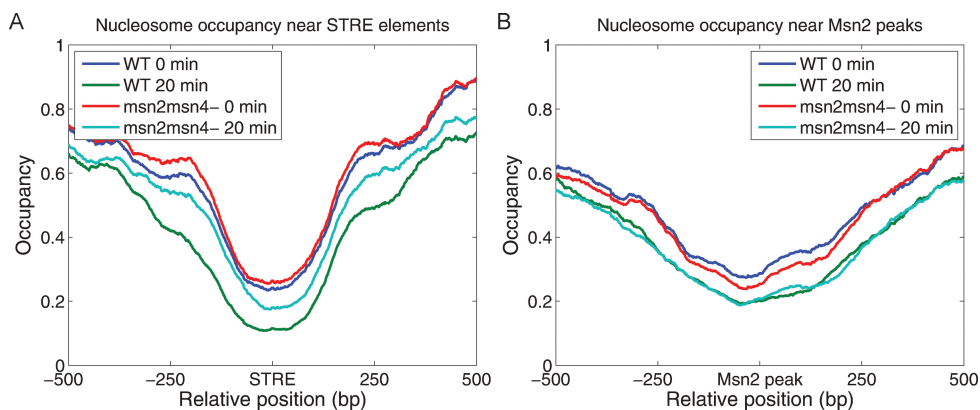 A
Nucleosome occupancy near STRE elements
1
0.8
0.6
0.4
0.2
0
Occupancy
WT 0 min
WT 20 min
msn2msn4− 0 min
msn2msn4− 20 min
−500
−250
STRE
250
500
Relative position (bp)
B
Nucleosome occupancy near Msn2 peaks
1
0.8
0.6
0.4
0.2
0
Occupancy
WT 0 min
WT 20 min
msn2msn4− 0 min
msn2msn4− 20 min
−500
−250
Msn2 peak
250
500
Relative position (bp)